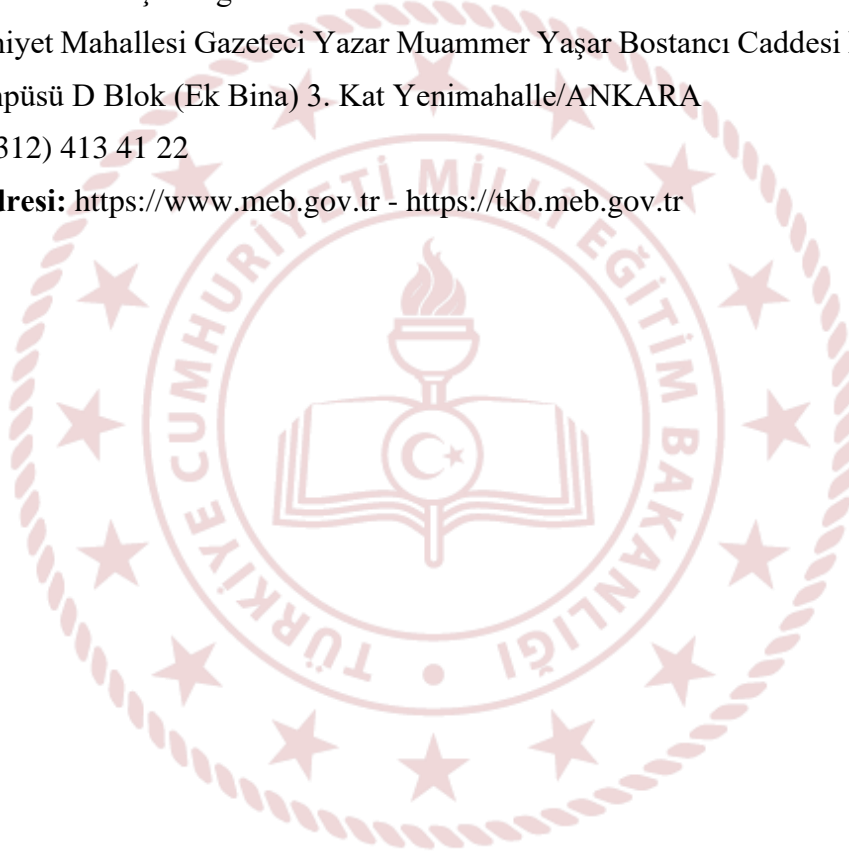 niyet Mahallesi Gazeteci Yazar Muammer Yaşar Bostancı Caddesi
püsü D Blok (Ek Bina) 3. Kat Yenimahalle/ANKARA
312) 413 41 22
dresi: https://www.meb.gov.tr - https://tkb.meb.gov.tr
TÜRKİYE CUMHURİYETİ MİLLÎ EĞİTİM BAKANLIĞI